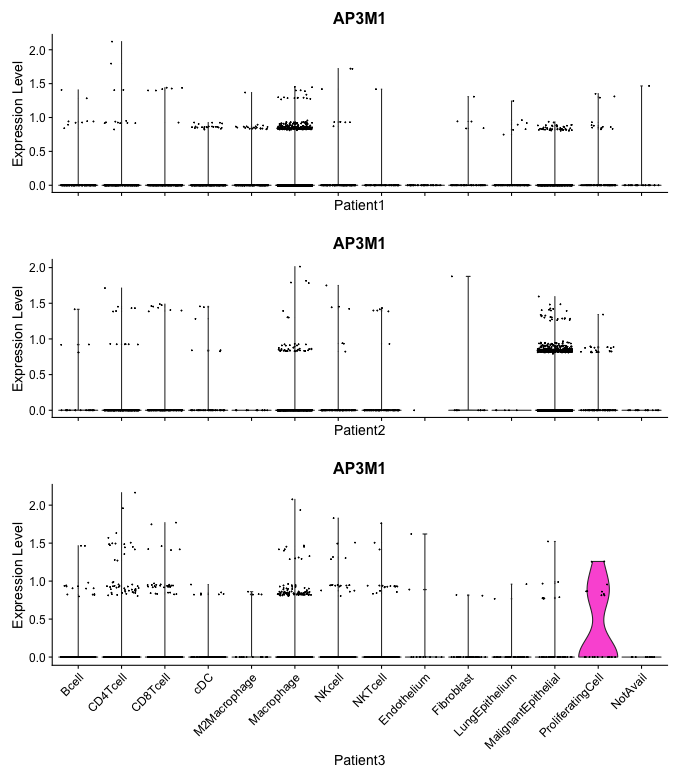 AP3M1
Expression Level
2.0
1.5
1.0
0.5
0.0
Patient1
AP3M1
Expression Level
2.0
1.5
1.0
0.5
0.0
Patient2
AP3M1
Expression Level
2.0
1.5
1.0
0.5
0.0
Bcell
CD4Tcell
CD8Tcell
cDC
M2Macrophage
Macrophage
NKcell
NKTcell
Endothelium
Fibroblast
LungEpithelium
MalignantEpithelial
ProliferatingCell
NotAvail
Patient3